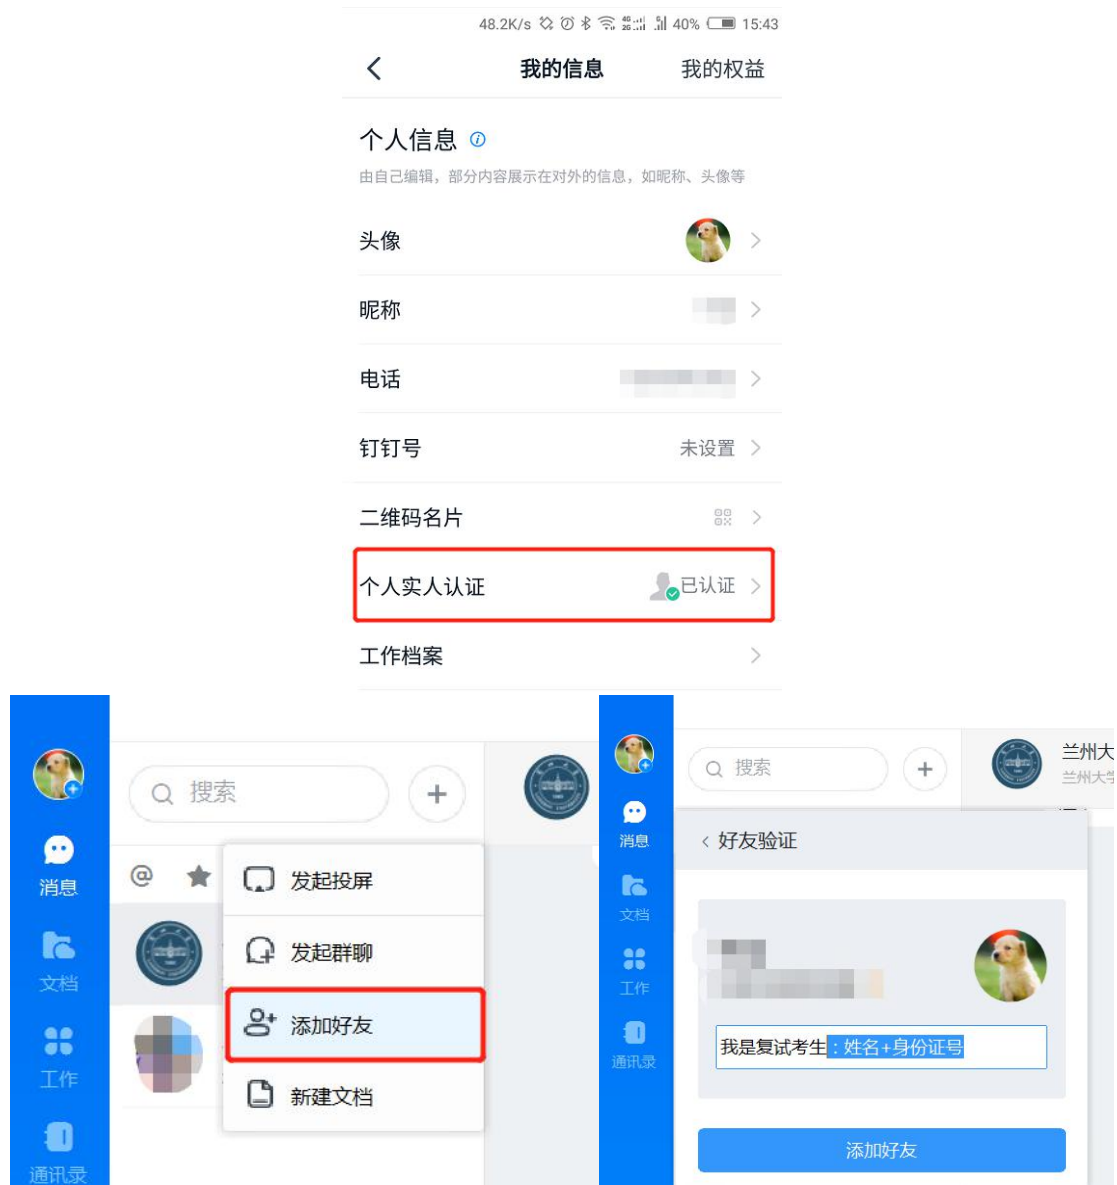 48.2K/s 4G 2G 40% 15:43
我的信息 我的权益
个人信息
由自己编辑，部分内容展示在对外的信息，如昵称、头像等
头像
昵称
电话
钉钉号 未设置
二维码名片
个人实人认证 已认证
工作档案
搜索
消息
@
发起投屏
发起群聊
文档
添加好友
工作
新建文档
通讯录
搜索
兰州大
兰州大学
消息
好友验证
文档
工作
我是复试考生：姓名+身份证号
通讯录
添加好友